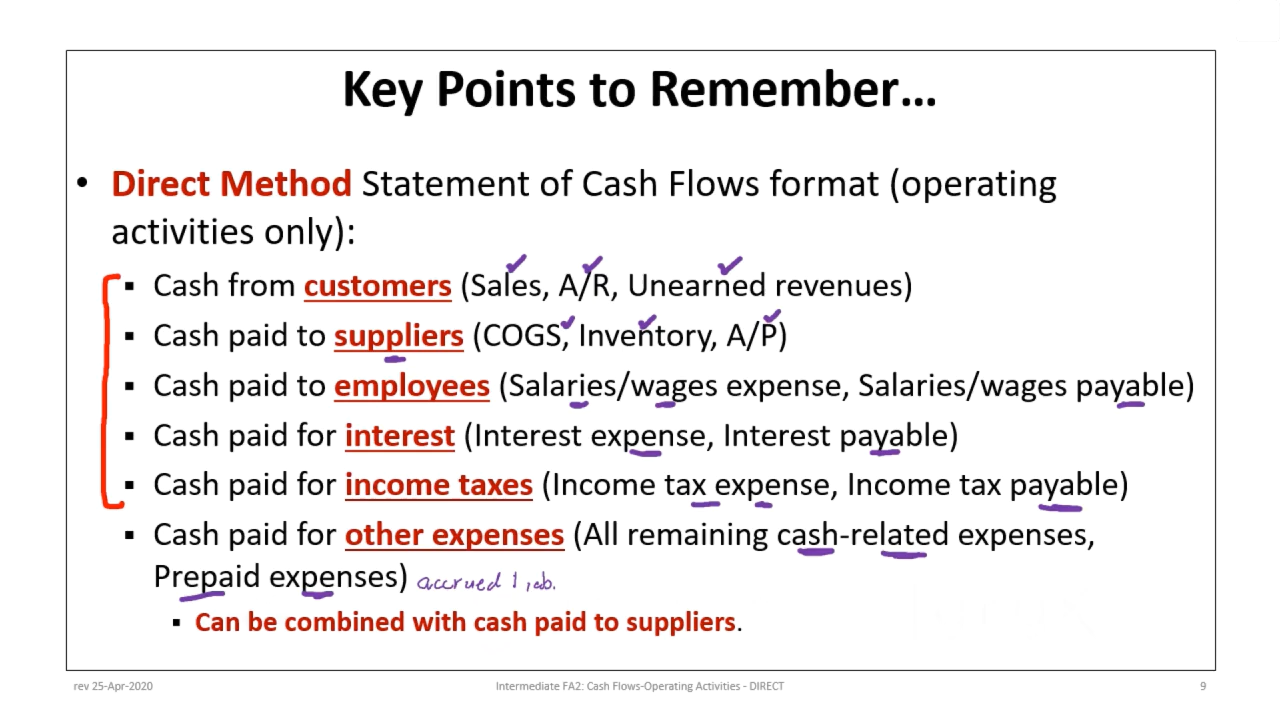 Key Points to Remember…
• Direct Method Statement of Cash Flows format (operating
activities only):
▪ Cash from customers (Sales, A/R, Unearned revenues)
▪ Cash paid to suppliers (COGS, Inventory, A/P)
▪ Cash paid to employees (Salaries/wages expense, Salaries/wages payable)
▪ Cash paid for interest (Interest expense, Interest payable)
▪ Cash paid for income taxes (Income tax expense, Income tax payable)
▪ Cash paid for other expenses (All remaining cash-related expenses,
Prepaid expenses) accrued liab.
▪ Can be combined with cash paid to suppliers.
rev 25-Apr-2020 Intermediate FA2: Cash Flows-Operating Activities - DIRECT 9